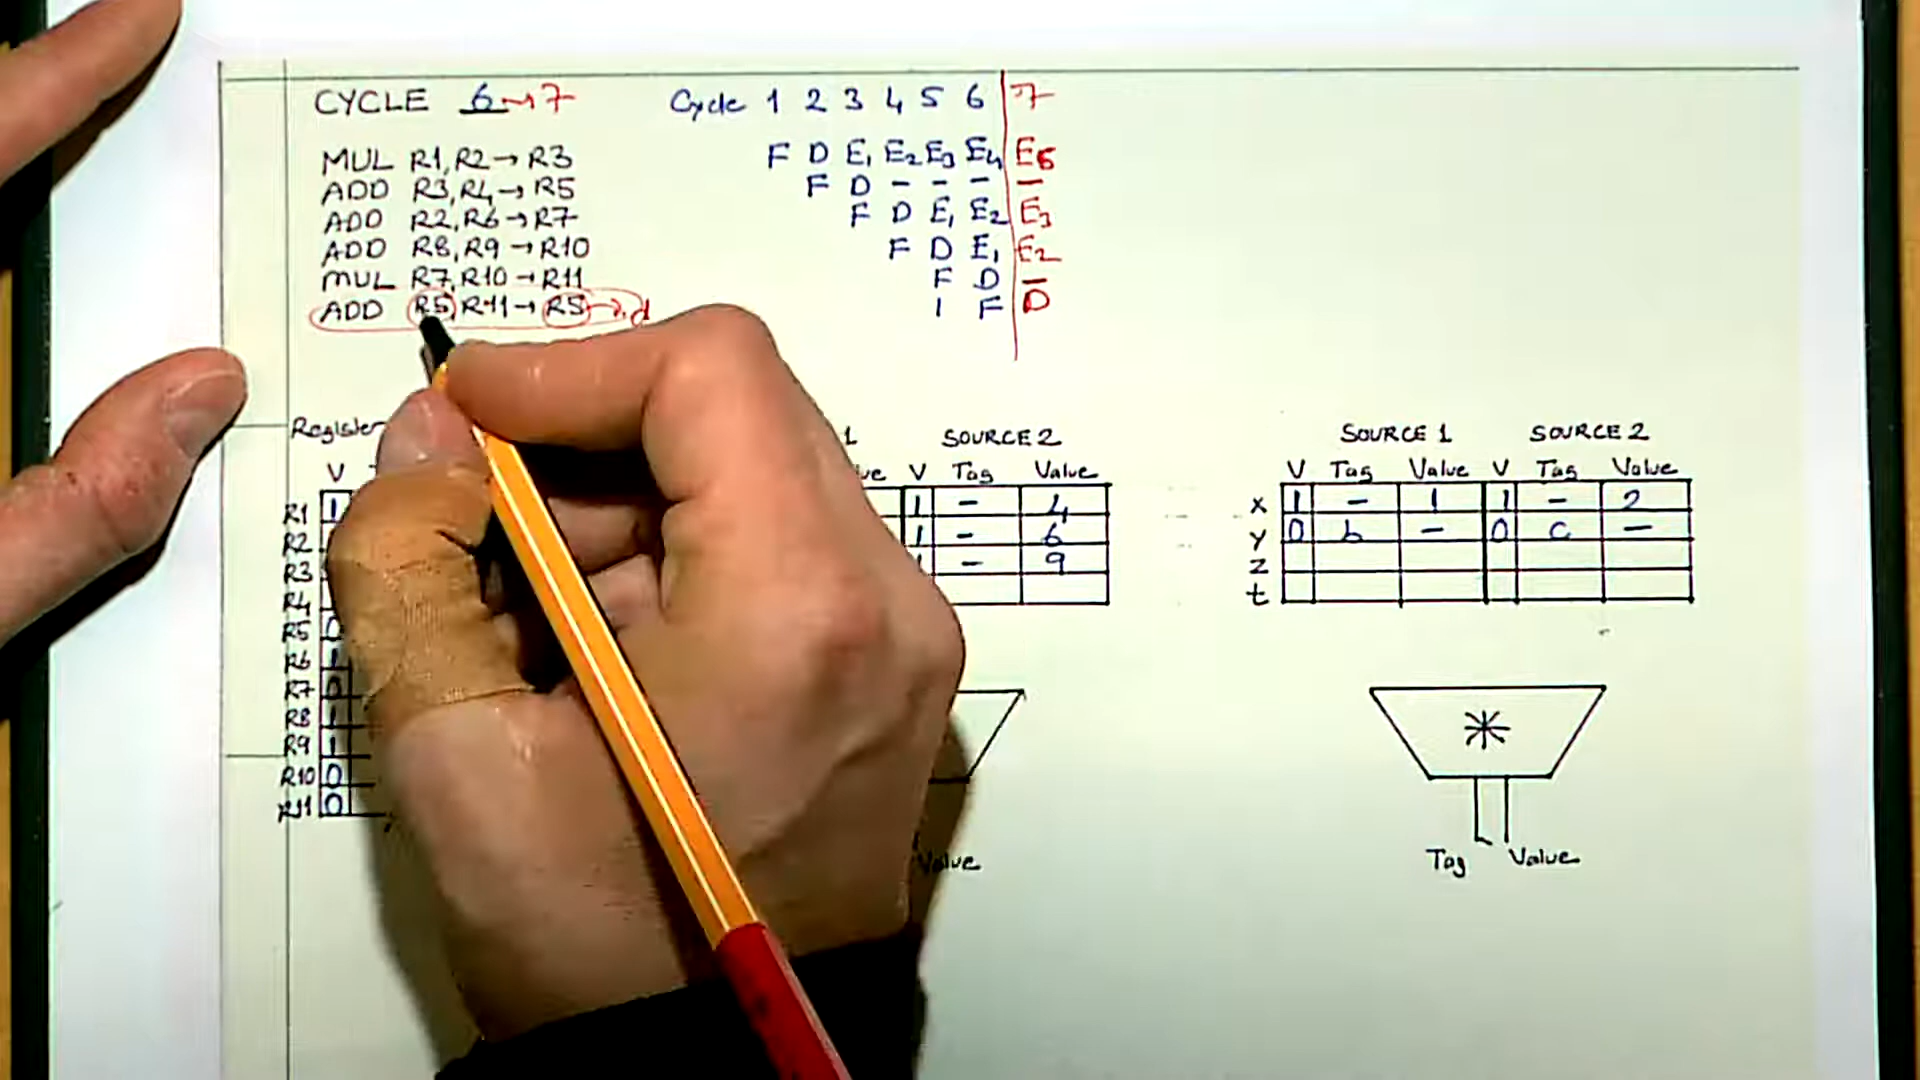 CYCLE 6→7
Cycle 1 2 3 4 5 6 7
MUL R1, R2 → R3
F D E1 E2 E3 E4 E5
ADD R3, R4 → R5
F D - - - -
ADD R2, R6 → R7
F D E1 E2 E3
ADD R8, R9 → R10
F D E1 E2
MUL R7, R10 → R11
F D -
ADD R5, R11 → R5 → d
F D
Register
V
R1 1
R2
R3
R4
R5 0
R6 1
R7 0
R8 1
R9 1
R10 0
R11 0
1 SOURCE 2
ue V Tag Value
1 - 4
1 - 6
- 9
Value
SOURCE 1 SOURCE 2
V Tag Value V Tag Value
x 1 - 1 1 - 2
y 0 b - 0 c -
z
t
*
Tag Value